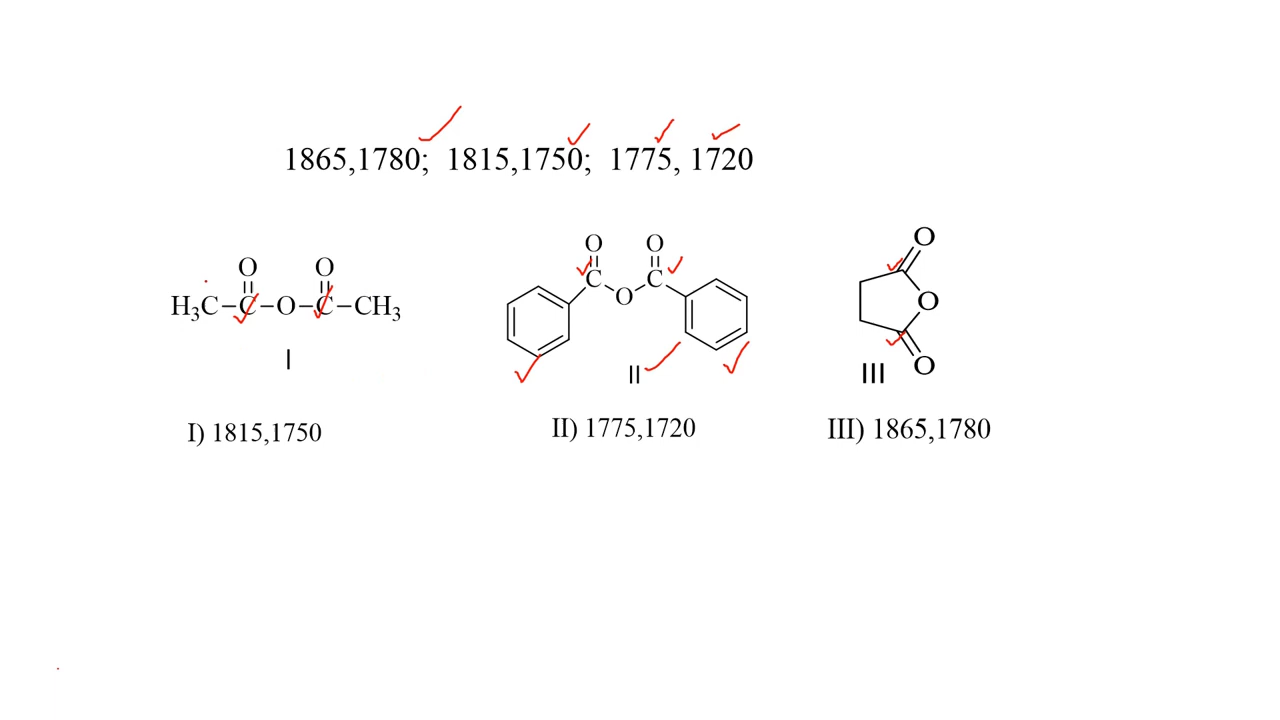 1865,1780; 1815,1750; 1775, 1720
O O
H₃C–C–O–C–CH₃
I
O O
C C
O
II
O
O
O
III
I) 1815,1750
II) 1775,1720
III) 1865,1780